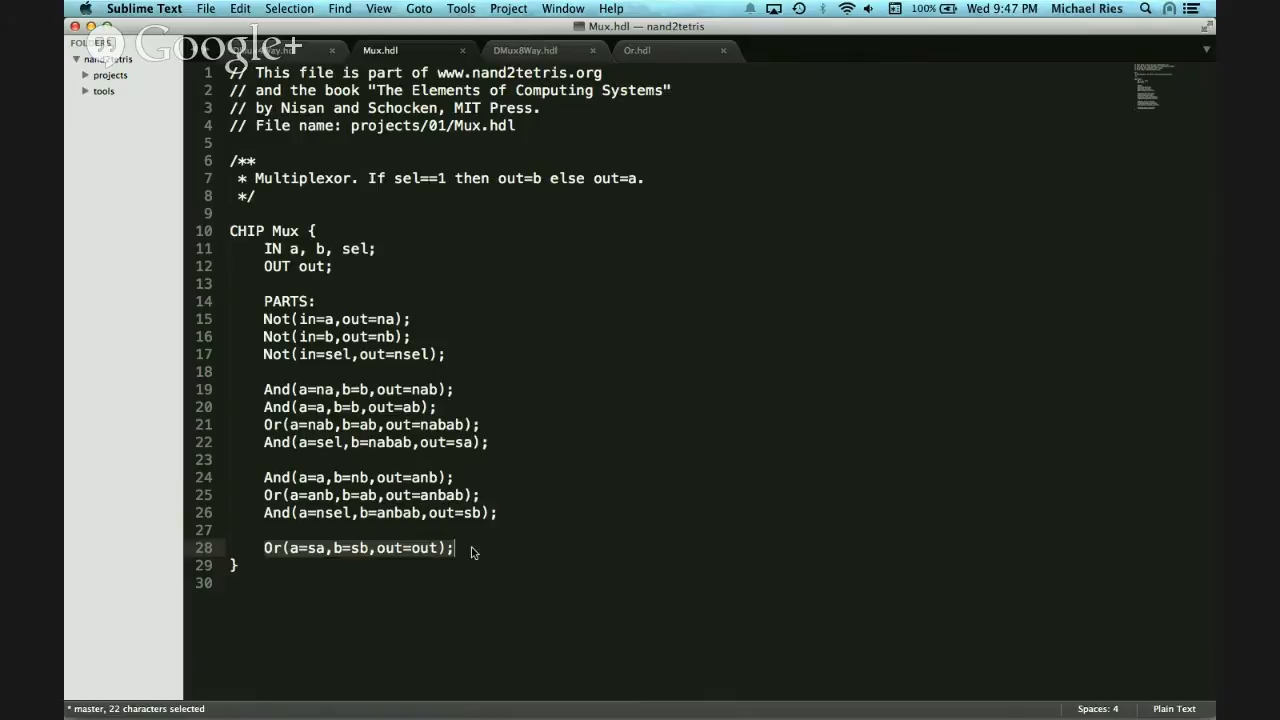 Sublime Text File Edit Selection Find View Goto Tools Project Window Help 100% Wed 9:47 PM Michael Ries
Mux.hdl — nand2tetris
Google+
FOLDERS
nand2tetris
projects
tools
Mux.hdl DMux8Way.hdl Or.hdl
1 // This file is part of www.nand2tetris.org
2 // and the book "The Elements of Computing Systems"
3 // by Nisan and Schocken, MIT Press.
4 // File name: projects/01/Mux.hdl
5
6 /**
7 * Multiplexor. If sel==1 then out=b else out=a.
8 */
9
10 CHIP Mux {
11 IN a, b, sel;
12 OUT out;
13
14 PARTS:
15 Not(in=a,out=na);
16 Not(in=b,out=nb);
17 Not(in=sel,out=nsel);
18
19 And(a=na,b=b,out=nab);
20 And(a=a,b=b,out=ab);
21 Or(a=nab,b=ab,out=nabab);
22 And(a=sel,b=nabab,out=sa);
23
24 And(a=a,b=nb,out=anb);
25 Or(a=anb,b=ab,out=anbab);
26 And(a=nsel,b=anbab,out=sb);
27
28 Or(a=sa,b=sb,out=out);
29 }
30
* master, 22 characters selected Spaces: 4 Plain Text